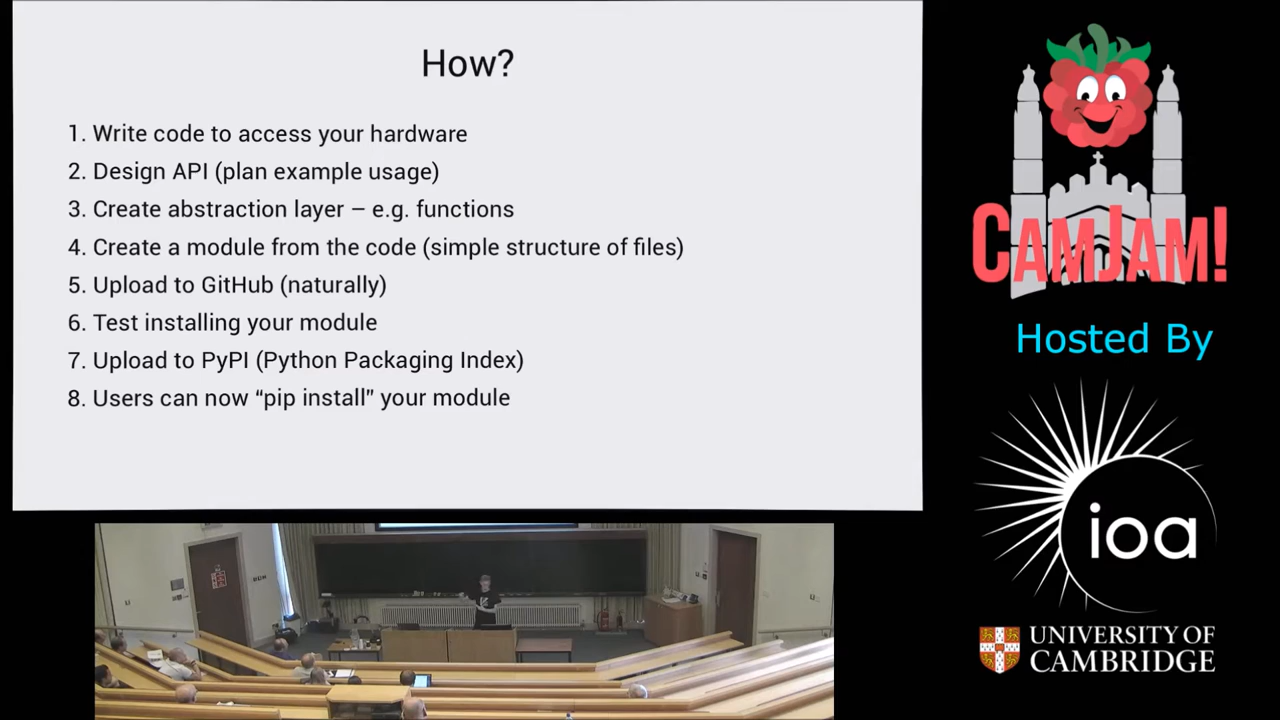 How?
1. Write code to access your hardware
2. Design API (plan example usage)
3. Create abstraction layer – e.g. functions
4. Create a module from the code (simple structure of files)
5. Upload to GitHub (naturally)
6. Test installing your module
7. Upload to PyPI (Python Packaging Index)
8. Users can now “pip install” your module
CAMJAM!
Hosted By
ioa
UNIVERSITY OF
CAMBRIDGE